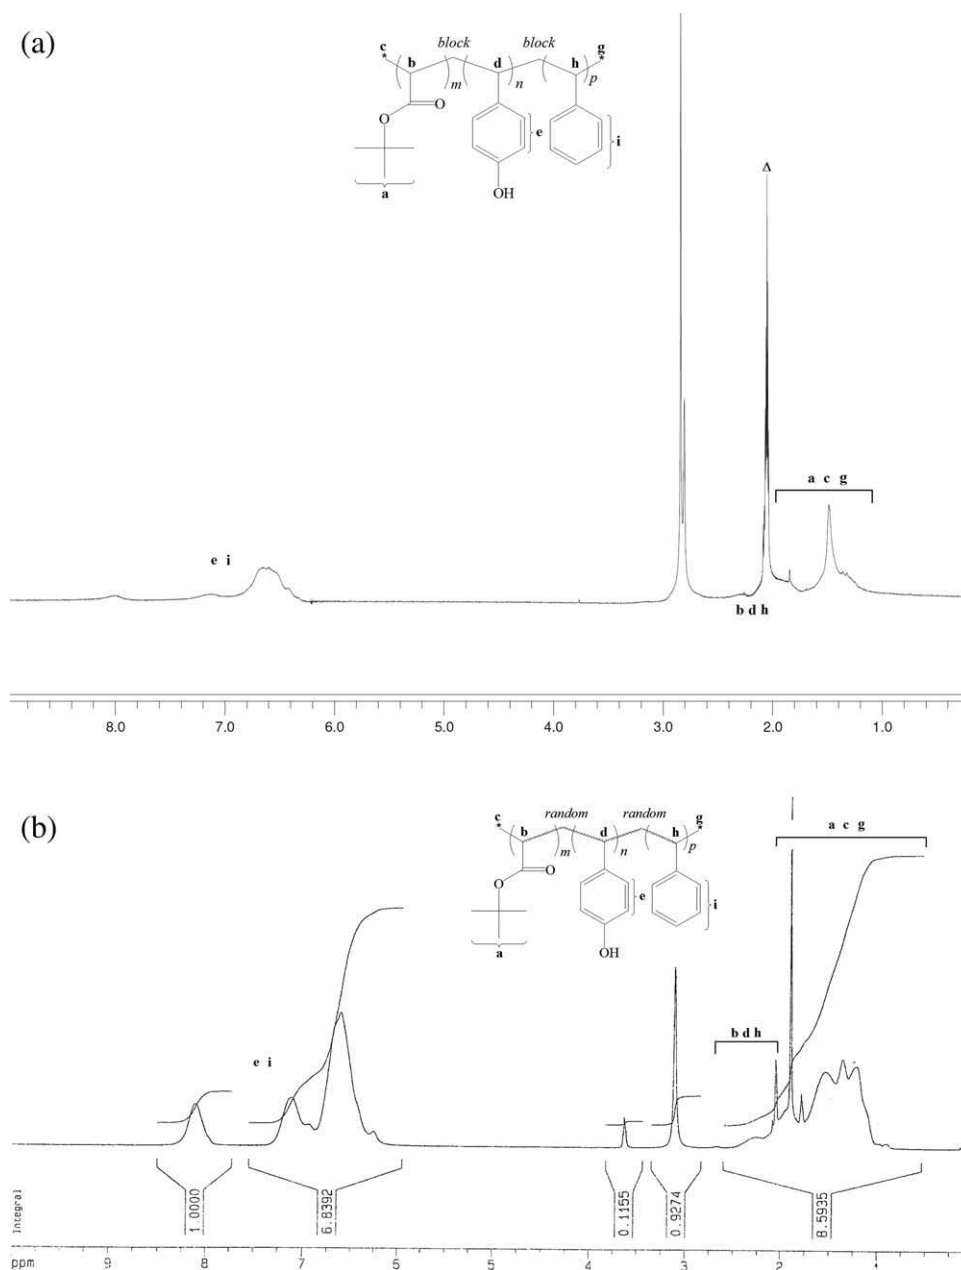 (a)
block block
c b d h g
m n p
O
O
e
i
a
OH
Δ
a c g
e i
b d h
8.0 7.0 6.0 5.0 4.0 3.0 2.0 1.0
(b)
random random
c b d h g
m n p
O
O
e
i
a
OH
a c g
b d h
e i
Integral
1.0000 6.8392 0.1155 0.9274 8.5935
ppm 8 7 6 5 4 3 2 1